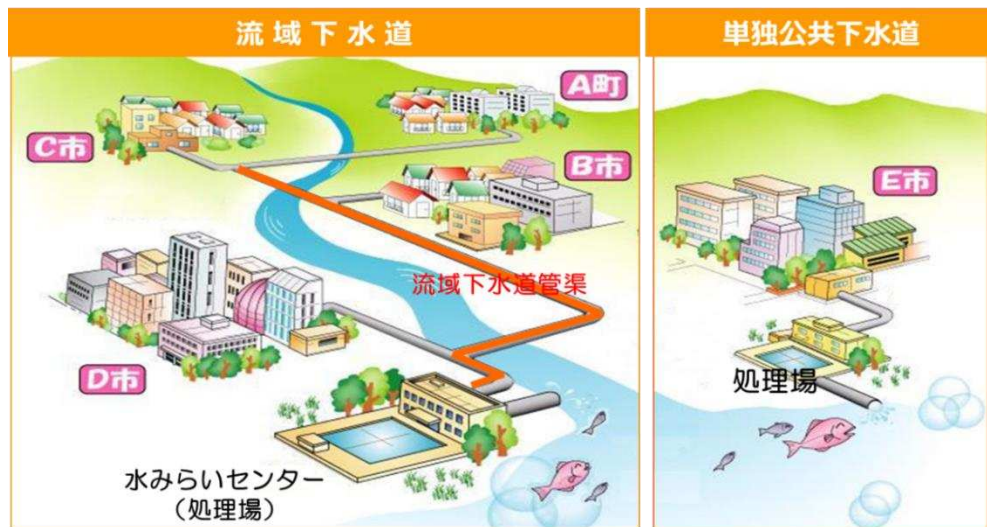 流域下水道
単独公共下水道
A町
C市
B市
E市
流域下水道管渠
D市
処理場
水みらいセンター
（処理場）